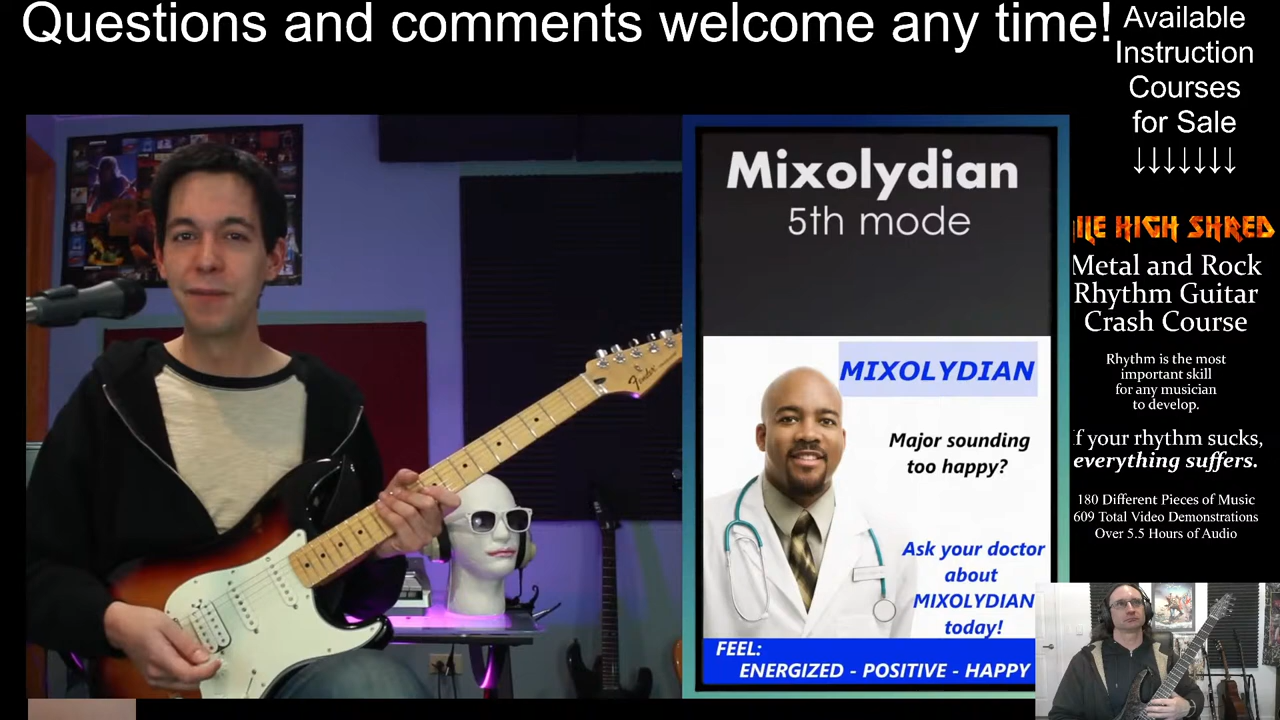 Questions and comments welcome any time!
Available
Instruction
Courses
for Sale
↓↓↓↓↓↓↓
Mixolydian
5th mode
MIXOLYDIAN
Major sounding
too happy?
Ask your doctor
about
MIXOLYDIAN
today!
FEEL:
ENERGIZED - POSITIVE - HAPPY
Fender
ILE HIGH SHRED
Metal and Rock
Rhythm Guitar
Crash Course
Rhythm is the most
important skill
for any musician
to develop.
f your rhythm sucks,
everything suffers.
180 Different Pieces of Music
609 Total Video Demonstrations
Over 5.5 Hours of Audio